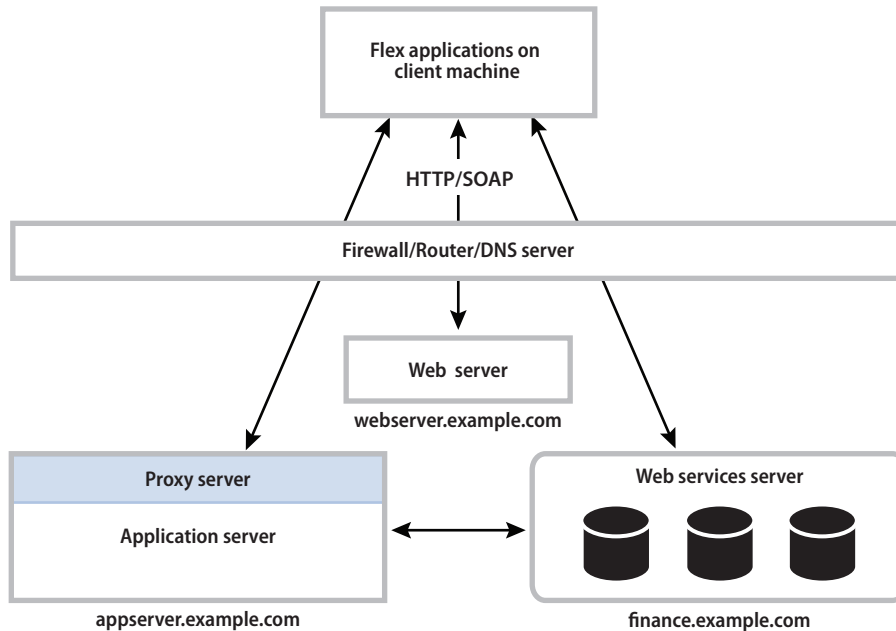 Flex applications on
client machine
HTTP/SOAP
Firewall/Router/DNS server
Web server
webserver.example.com
Proxy server
Application server
appserver.example.com
Web services server
finance.example.com